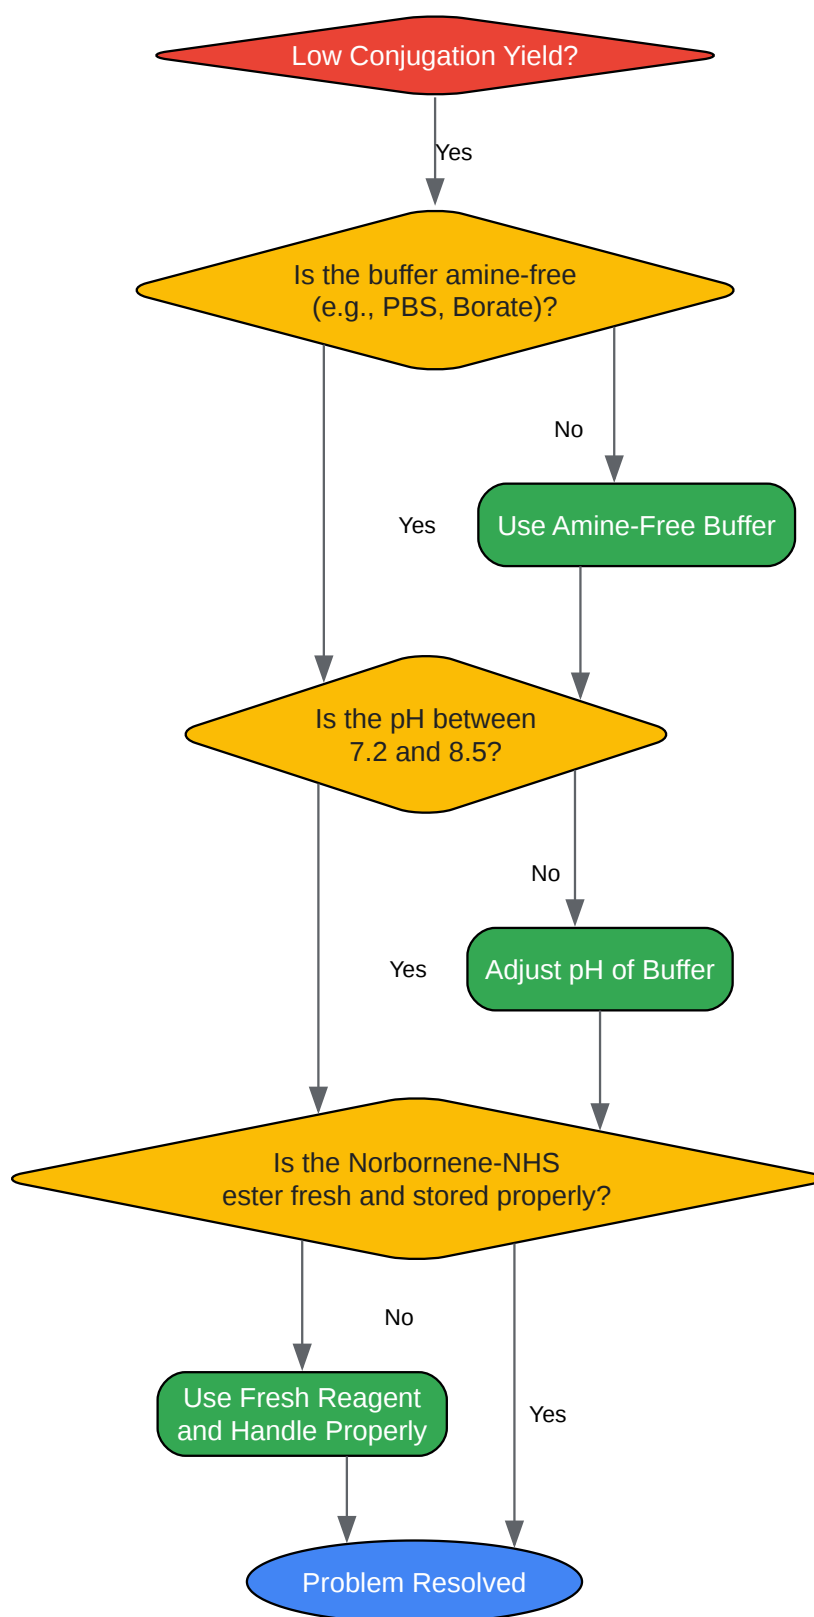 Low Conjugation Yield?
Yes
Is the buffer amine-free
(e.g., PBS, Borate)?
No
Yes
Use Amine-Free Buffer
Is the pH between
7.2 and 8.5?
No
Yes
Adjust pH of Buffer
Is the Norbornene-NHS
ester fresh and stored properly?
No
Use Fresh Reagent
and Handle Properly
Yes
Problem Resolved